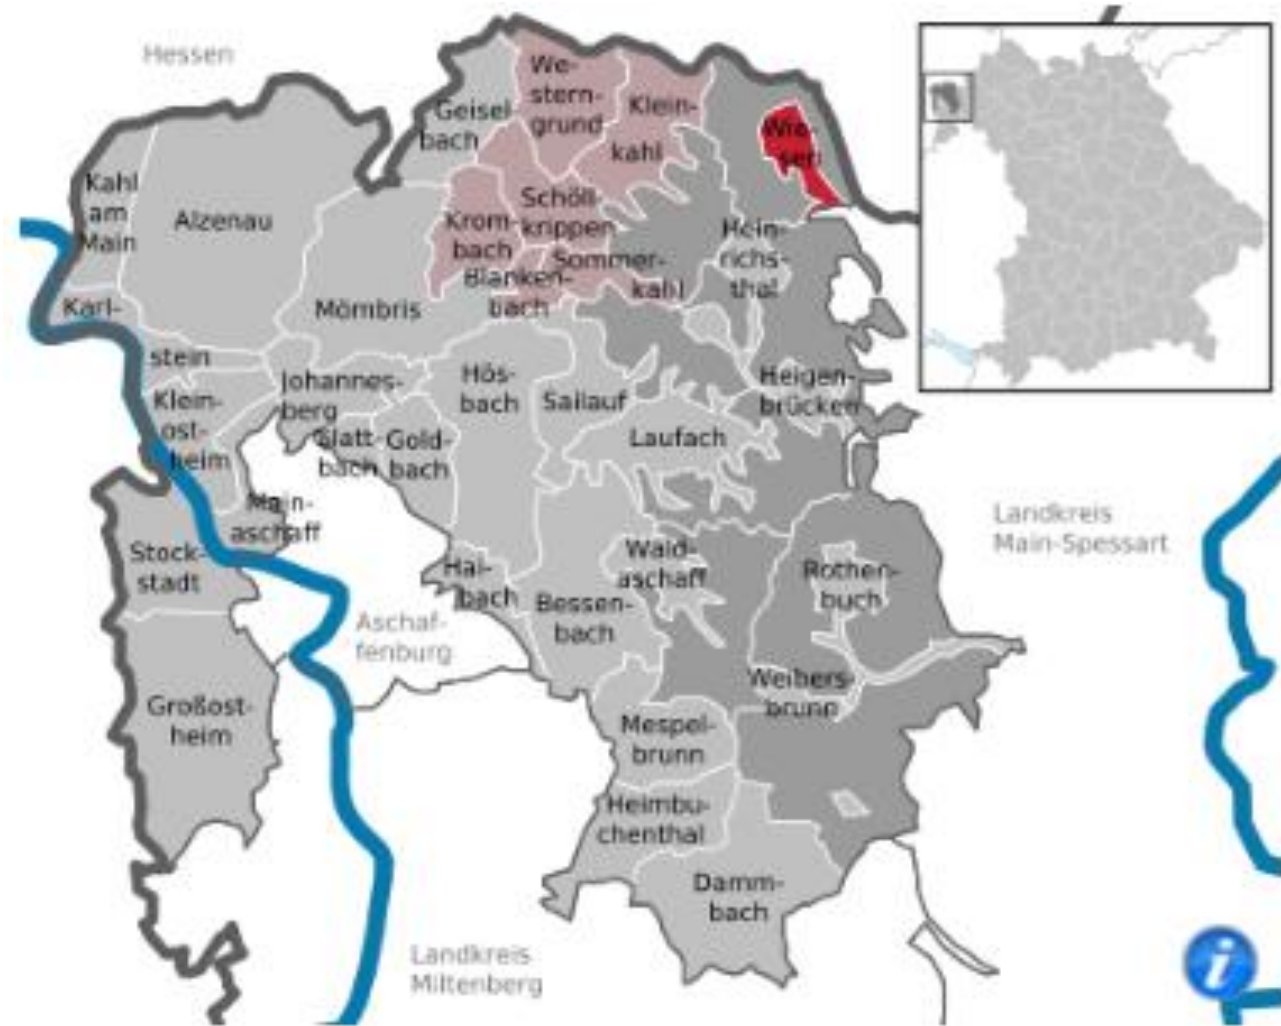 Hessen
We-
stern-
grund
Geisel
bach
Klein-
kahl
Wie-
sen
Kahl
am
Main
Alzenau
Schöll
krippen
Krom-
bach
Hein-
richs-
thal
Sommer-
kahl
Blanken-
bach
Karl-
stein
Mömbris
Johannes-
berg
Hös-
bach
Sailauf
Heigen-
brücken
Klein-
ost-
heim
Glatt-
bach
Gold-
bach
Laufach
Main-
aschaff
Landkreis
Main-Spessart
Stock-
stadt
Hai-
bach
Wald-
aschaff
Rothen-
buch
Bessen-
bach
Aschaf-
fenburg
Weibers-
brunn
Großost-
heim
Mespel-
brunn
Heimbu-
chenthal
Damm-
bach
Landkreis
Miltenberg
i